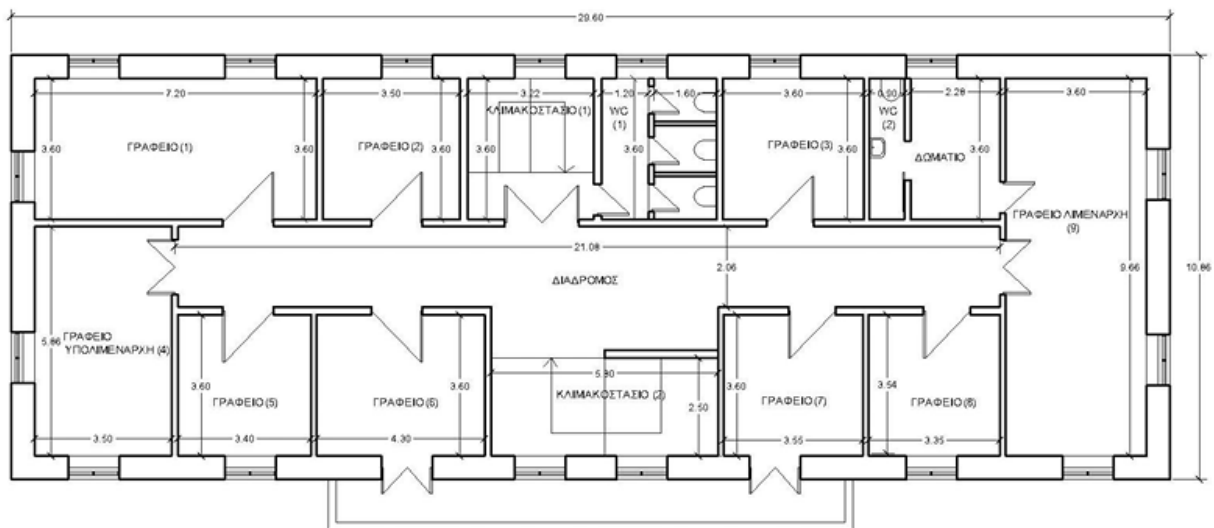 29.60
7.20
3.50
3.22
1.20
1.60
3.60
0.90
2.28
3.60
ΚΛΙΜΑΚΟΣΤΑΣΙΟ (1)
WC
(1)
WC
(2)
10.86
3.60
ΓΡΑΦΕΙΟ (1)
3.60
ΓΡΑΦΕΙΟ (2)
3.60
3.60
3.60
ΓΡΑΦΕΙΟ (3)
3.60
ΔΩΜΑΤΙΟ
3.60
ΓΡΑΦΕΙΟ ΛΙΜΕΝΑΡΧΗ
(9)
21.08
2.06
9.66
ΔΙΑΔΡΟΜΟΣ
5.86
ΓΡΑΦΕΙΟ
ΥΠΟΛΙΜΕΝΑΡΧΗ (4)
3.60
ΓΡΑΦΕΙΟ (5)
ΓΡΑΦΕΙΟ (6)
3.60
5.80
ΚΛΙΜΑΚΟΣΤΑΣΙΟ (2)
2.50
3.60
ΓΡΑΦΕΙΟ (7)
3.54
ΓΡΑΦΕΙΟ (8)
3.50
3.40
4.30
3.55
3.35